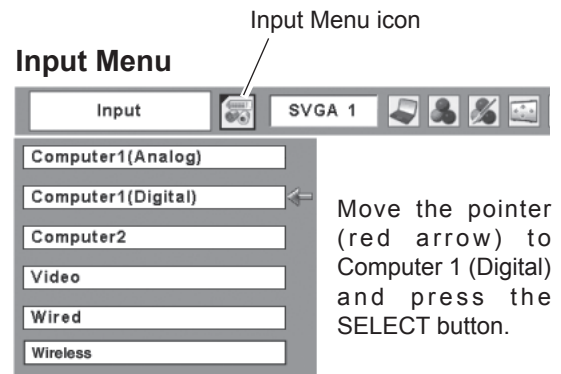 Input Menu icon
Input Menu
Input SVGA 1
Computer1(Analog)
Computer1(Digital)
Computer2
Video
Wired
Wireless
Move the pointer
(red arrow) to
Computer 1 (Digital)
and press the
SELECT button.